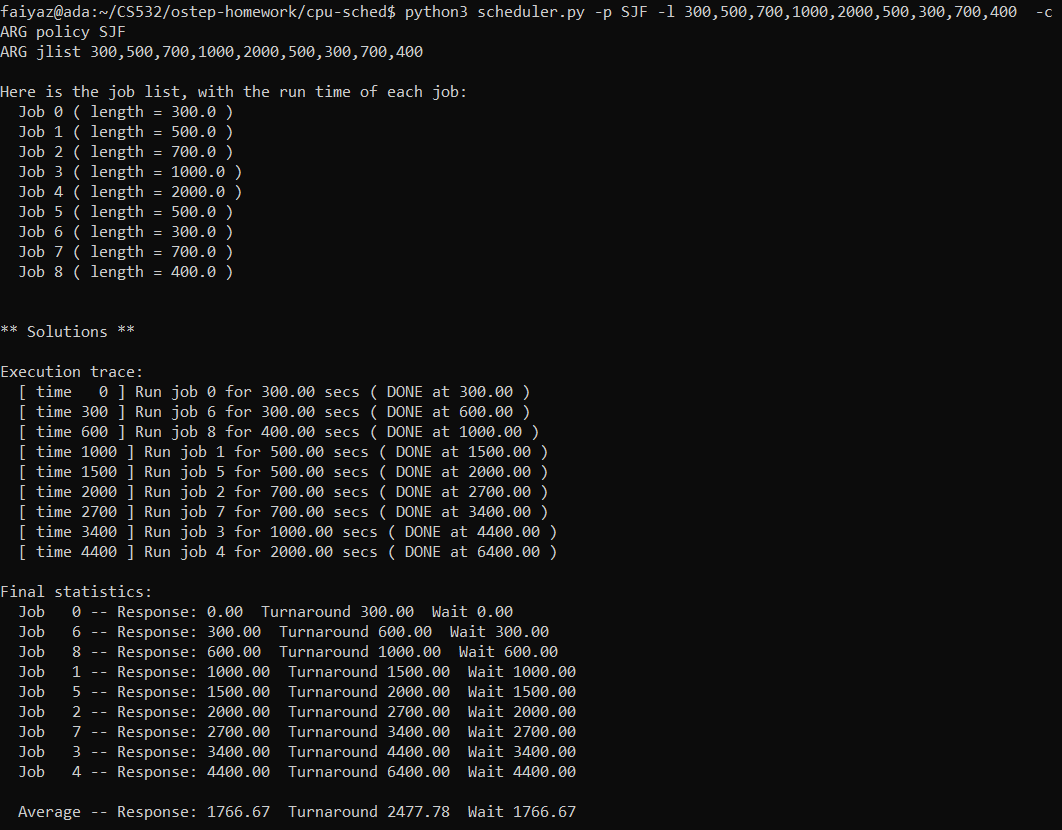 faiyaz@ada:~/CS532/ostep-homework/cpu-sched$ python3 scheduler.py -p SJF -l 300,500,700,1000,2000,500,300,700,400  -c
ARG policy SJF
ARG jlist 300,500,700,1000,2000,500,300,700,400

Here is the job list, with the run time of each job:
  Job 0 ( length = 300.0 )
  Job 1 ( length = 500.0 )
  Job 2 ( length = 700.0 )
  Job 3 ( length = 1000.0 )
  Job 4 ( length = 2000.0 )
  Job 5 ( length = 500.0 )
  Job 6 ( length = 300.0 )
  Job 7 ( length = 700.0 )
  Job 8 ( length = 400.0 )

** Solutions **

Execution trace:
  [ time   0 ] Run job 0 for 300.00 secs ( DONE at 300.00 )
  [ time 300 ] Run job 6 for 300.00 secs ( DONE at 600.00 )
  [ time 600 ] Run job 8 for 400.00 secs ( DONE at 1000.00 )
  [ time 1000 ] Run job 1 for 500.00 secs ( DONE at 1500.00 )
  [ time 1500 ] Run job 5 for 500.00 secs ( DONE at 2000.00 )
  [ time 2000 ] Run job 2 for 700.00 secs ( DONE at 2700.00 )
  [ time 2700 ] Run job 7 for 700.00 secs ( DONE at 3400.00 )
  [ time 3400 ] Run job 3 for 1000.00 secs ( DONE at 4400.00 )
  [ time 4400 ] Run job 4 for 2000.00 secs ( DONE at 6400.00 )

Final statistics:
  Job   0 -- Response: 0.00  Turnaround 300.00  Wait 0.00
  Job   6 -- Response: 300.00  Turnaround 600.00  Wait 300.00
  Job   8 -- Response: 600.00  Turnaround 1000.00  Wait 600.00
  Job   1 -- Response: 1000.00  Turnaround 1500.00  Wait 1000.00
  Job   5 -- Response: 1500.00  Turnaround 2000.00  Wait 1500.00
  Job   2 -- Response: 2000.00  Turnaround 2700.00  Wait 2000.00
  Job   7 -- Response: 2700.00  Turnaround 3400.00  Wait 2700.00
  Job   3 -- Response: 3400.00  Turnaround 4400.00  Wait 3400.00
  Job   4 -- Response: 4400.00  Turnaround 6400.00  Wait 4400.00

  Average -- Response: 1766.67  Turnaround 2477.78  Wait 1766.67